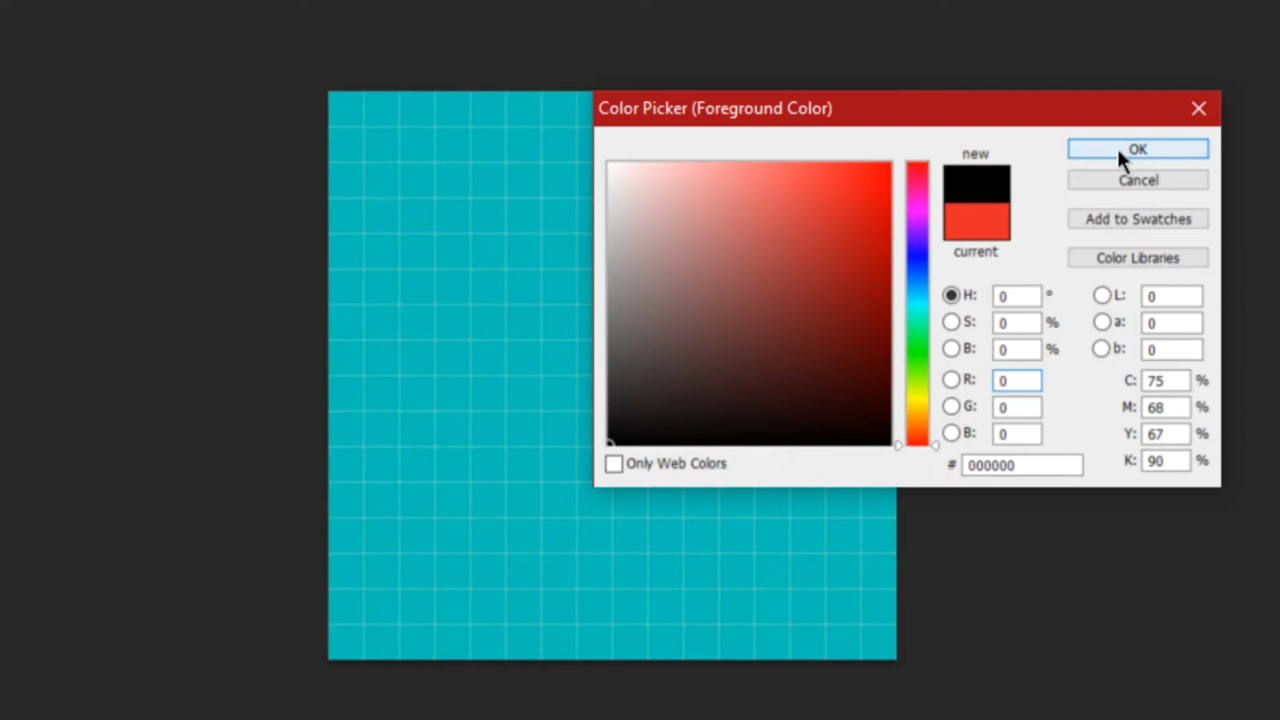 Color Picker (Foreground Color)
new
OK
Cancel
Add to Swatches
current
Color Libraries
H: 0 ° L: 0
S: 0 % a: 0
B: 0 % b: 0
R: 0 C: 75 %
G: 0 M: 68 %
B: 0 Y: 67 %
Only Web Colors # 000000 K: 90 %